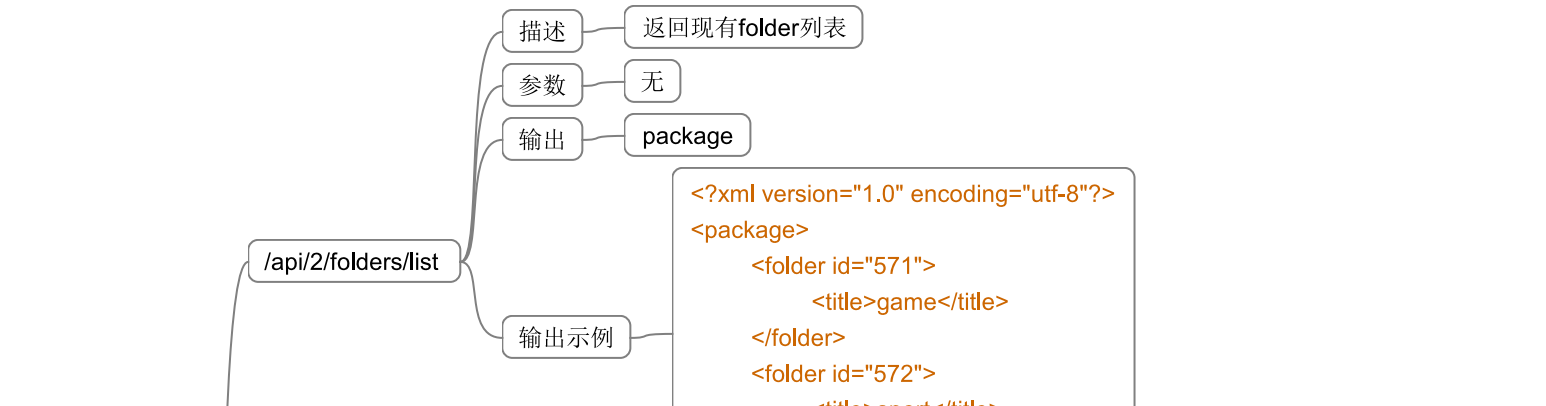 描述
返回现有folder列表
参数
无
输出
package
/api/2/folders/list
输出示例
<?xml version="1.0" encoding="utf-8"?>
<package>
<folder id="571">
<title>game</title>
</folder>
<folder id="572">